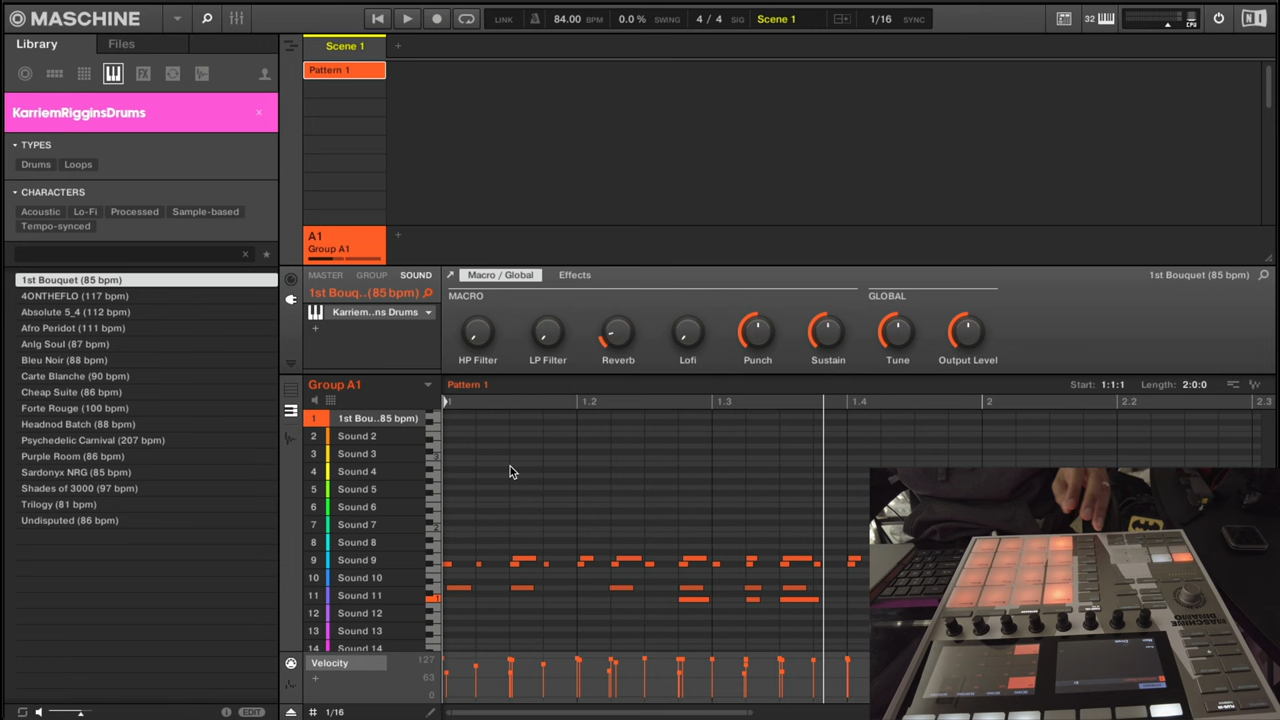 MASCHINE
LINK 84.00 BPM 0.0% SWING 4 / 4 SIG Scene 1 1/16 SYNC
32
CPU
Library Files
Scene 1 +
Pattern 1
KarriemRigginsDrums x
TYPES
Drums Loops
CHARACTERS
Acoustic Lo-Fi Processed Sample-based
Tempo-synced
A1 +
Group A1
1st Bouquet (85 bpm)
4ONTHEFLO (117 bpm)
Absolute 5_4 (112 bpm)
Afro Peridot (111 bpm)
Anlg Soul (87 bpm)
Bleu Noir (88 bpm)
Carte Blanche (90 bpm)
Cheap Suite (86 bpm)
Forte Rouge (100 bpm)
Headnod Batch (88 bpm)
Psychedelic Carnival (207 bpm)
Purple Room (86 bpm)
Sardonyx NRG (85 bpm)
Shades of 3000 (97 bpm)
Trilogy (81 bpm)
Undisputed (86 bpm)
EDIT
MASTER GROUP SOUND
1st Bouq..(85 bpm)
Karriem..ns Drums
+
Macro / Global Effects 1st Bouquet (85 bpm)
MACRO GLOBAL
HP Filter LP Filter Reverb Lofi Punch Sustain Tune Output Level
Group A1 Pattern 1 Start: 1:1:1 Length: 2:0:0
1 1.2 1.3 1.4 2 2.2 2.3
1 1st Bou..85 bpm)
2 Sound 2
3 Sound 3
4 Sound 4
5 Sound 5
6 Sound 6
7 Sound 7
8 Sound 8
9 Sound 9
10 Sound 10
11 Sound 11
12 Sound 12
13 Sound 13
14 Sound 14
Velocity 127
+ 63
0
1/16
MASCHINE